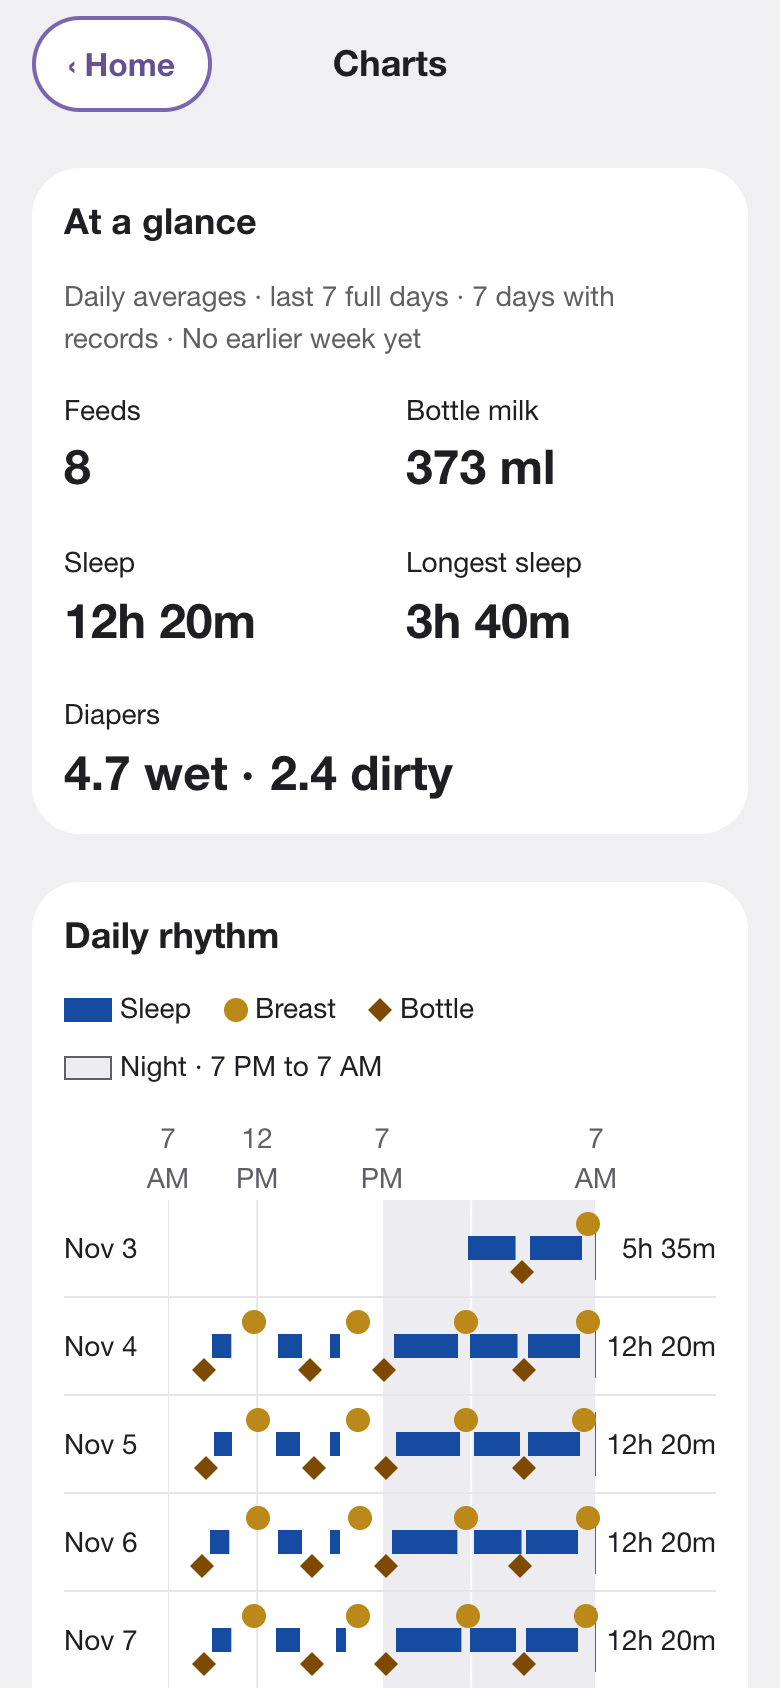 ‹ Home
Charts
At a glance
Daily averages · last 7 full days · 7 days with
records · No earlier week yet
Feeds
8
Bottle milk
373 ml
Sleep
12h 20m
Longest sleep
3h 40m
Diapers
4.7 wet · 2.4 dirty
Daily rhythm
Sleep Breast Bottle
Night · 7 PM to 7 AM
7 12 7 7
AM PM PM AM
Nov 3 5h 35m
Nov 4 12h 20m
Nov 5 12h 20m
Nov 6 12h 20m
Nov 7 12h 20m